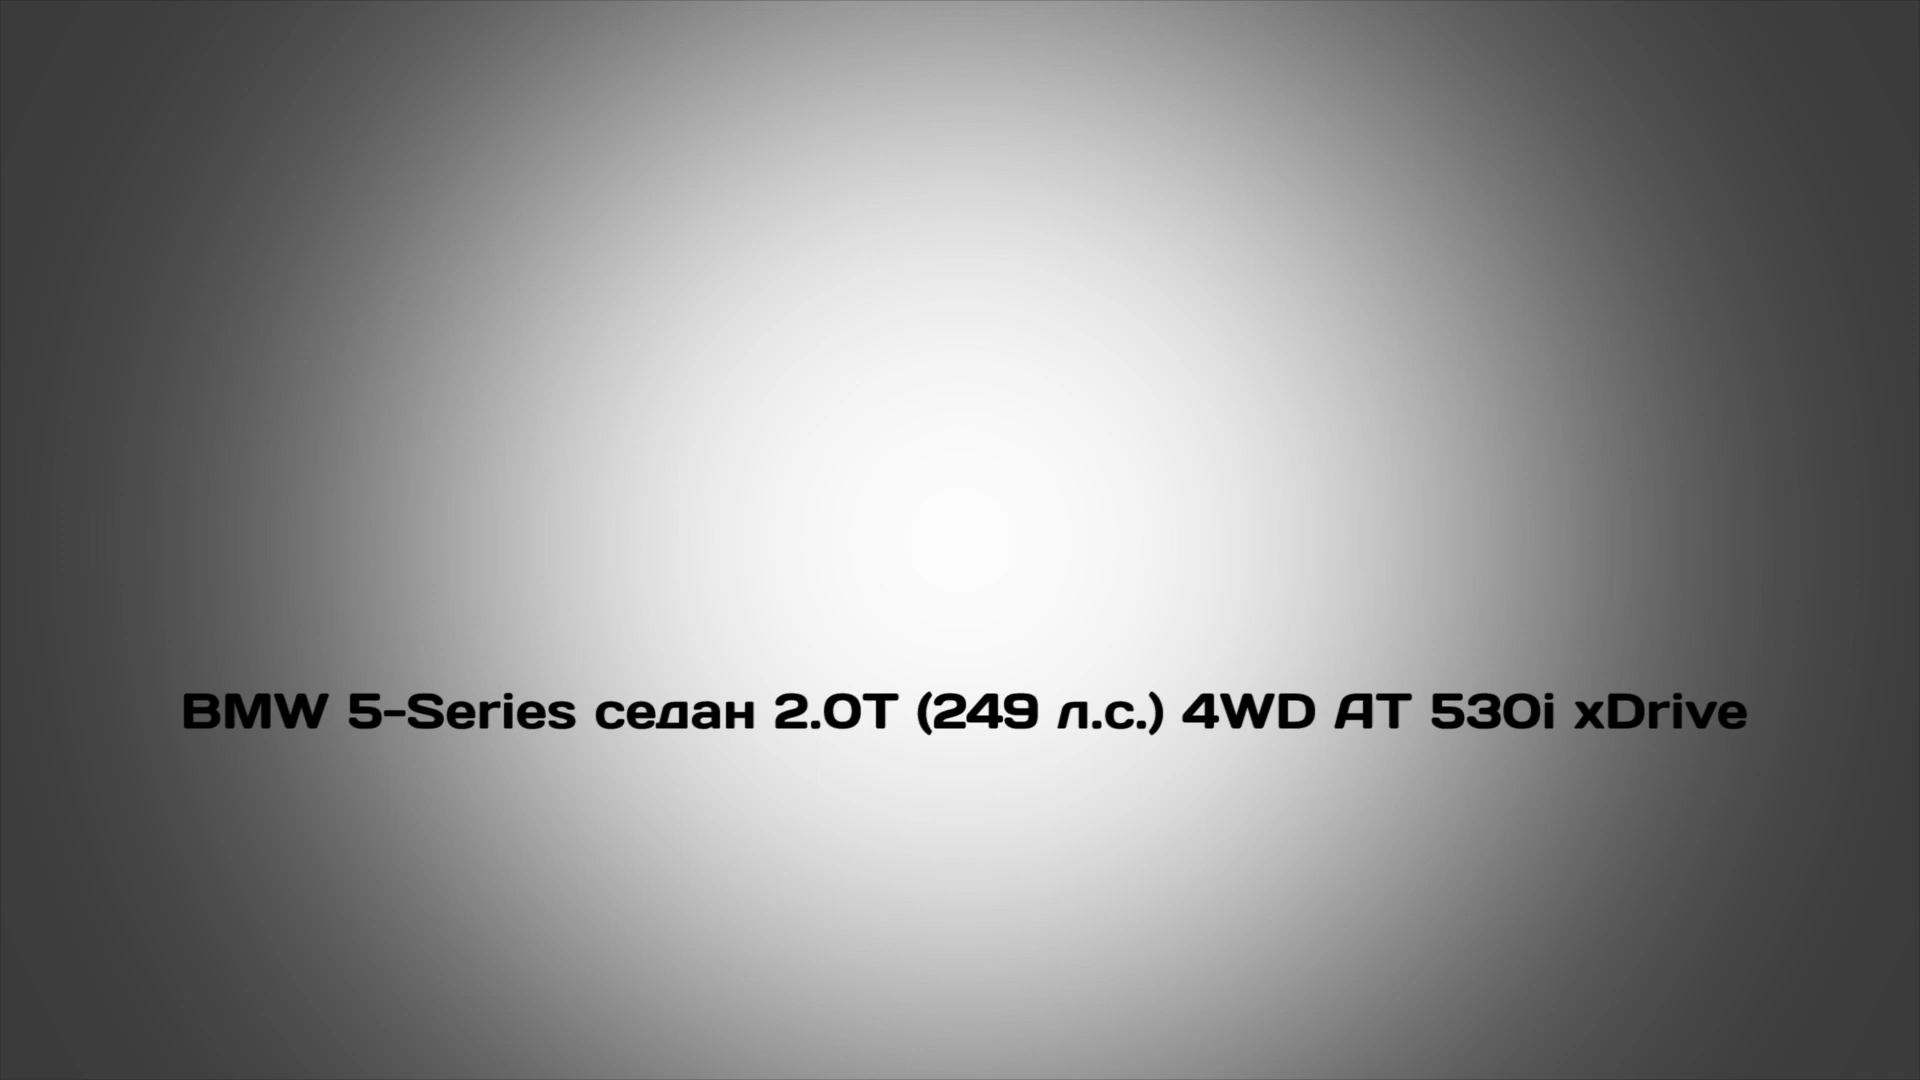 BMW 5-Series седан 2.0T (249 л.с.) 4WD AT 530i xDrive